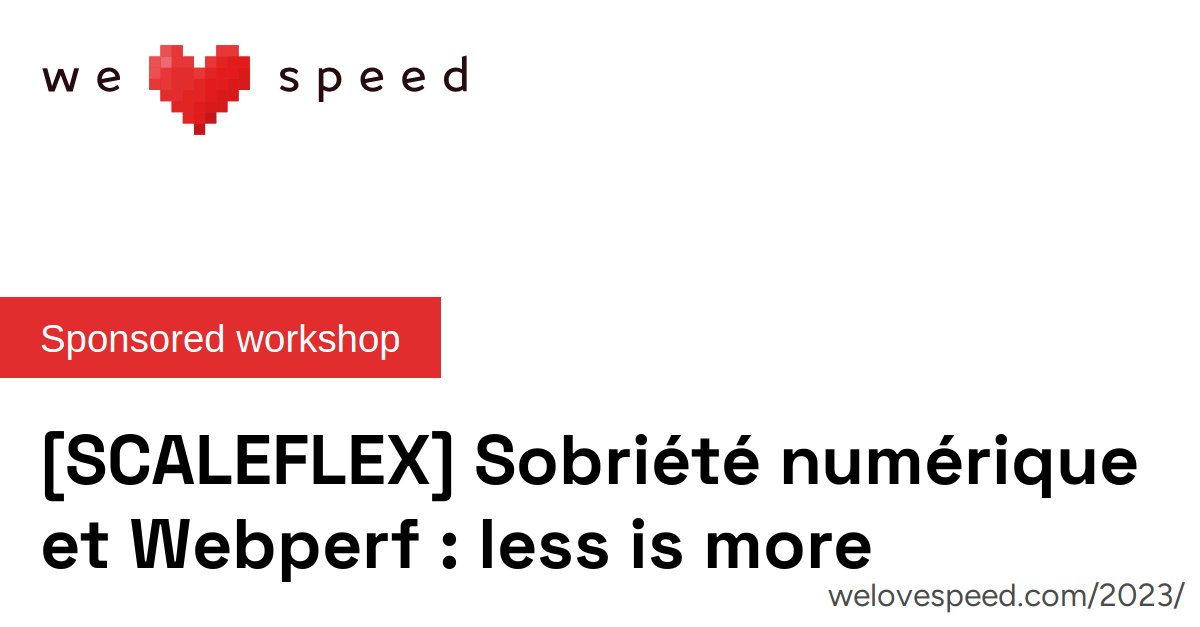 we speed
Sponsored workshop
[SCALEFLEX] Sobriété numérique
et Webperf : less is more
welovespeed.com/2023/